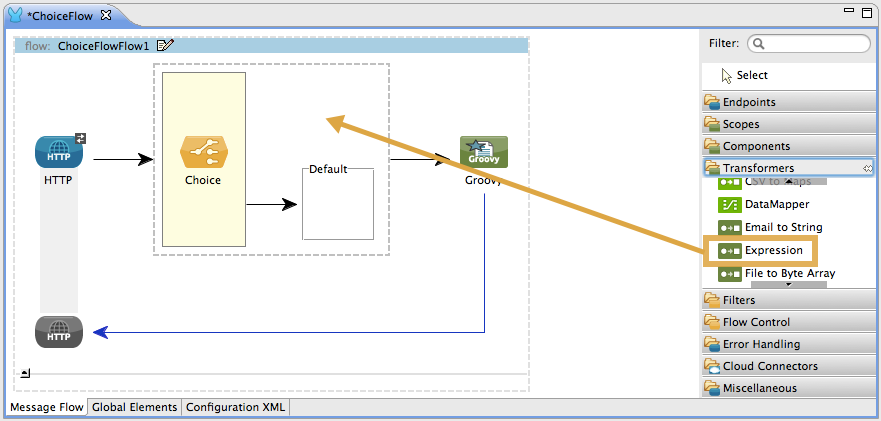 *ChoiceFlow
flow: ChoiceFlowFlow1
Filter:
Select
Endpoints
Scopes
Components
Transformers
CSV to Maps
DataMapper
Email to String
Expression
File to Byte Array
Filters
Flow Control
Error Handling
Cloud Connectors
Miscellaneous
HTTP
HTTP
Choice
Default
Groovy
Groovy
HTTP
Message Flow
Global Elements
Configuration XML